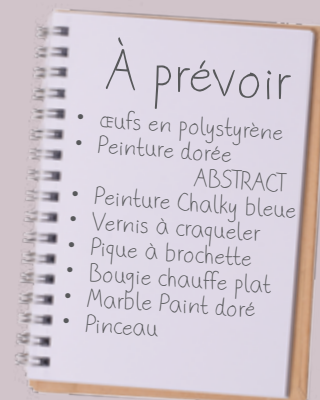 À prévoir
• œufs en polystyrène
• Peinture dorée
ABSTRACT
• Peinture Chalky bleue
• Vernis à craqueler
• Pique à brochette
• Bougie chauffe plat
• Marble Paint doré
• Pinceau